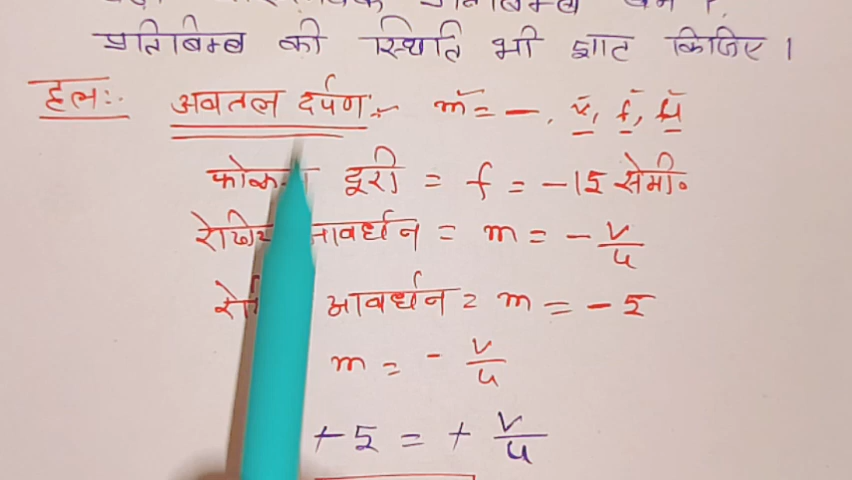 प्रतिबिम्ब की स्थिति भी ज्ञाट किजिए ।
हल:- अवतल दर्पण :- m̄ = —, v̄, f̄, ū
दूरी = f = -15 सेमी०
आवर्धन = m = - v/u
आवर्धन = m = - 5
m = - v/u
+5 = + v/u